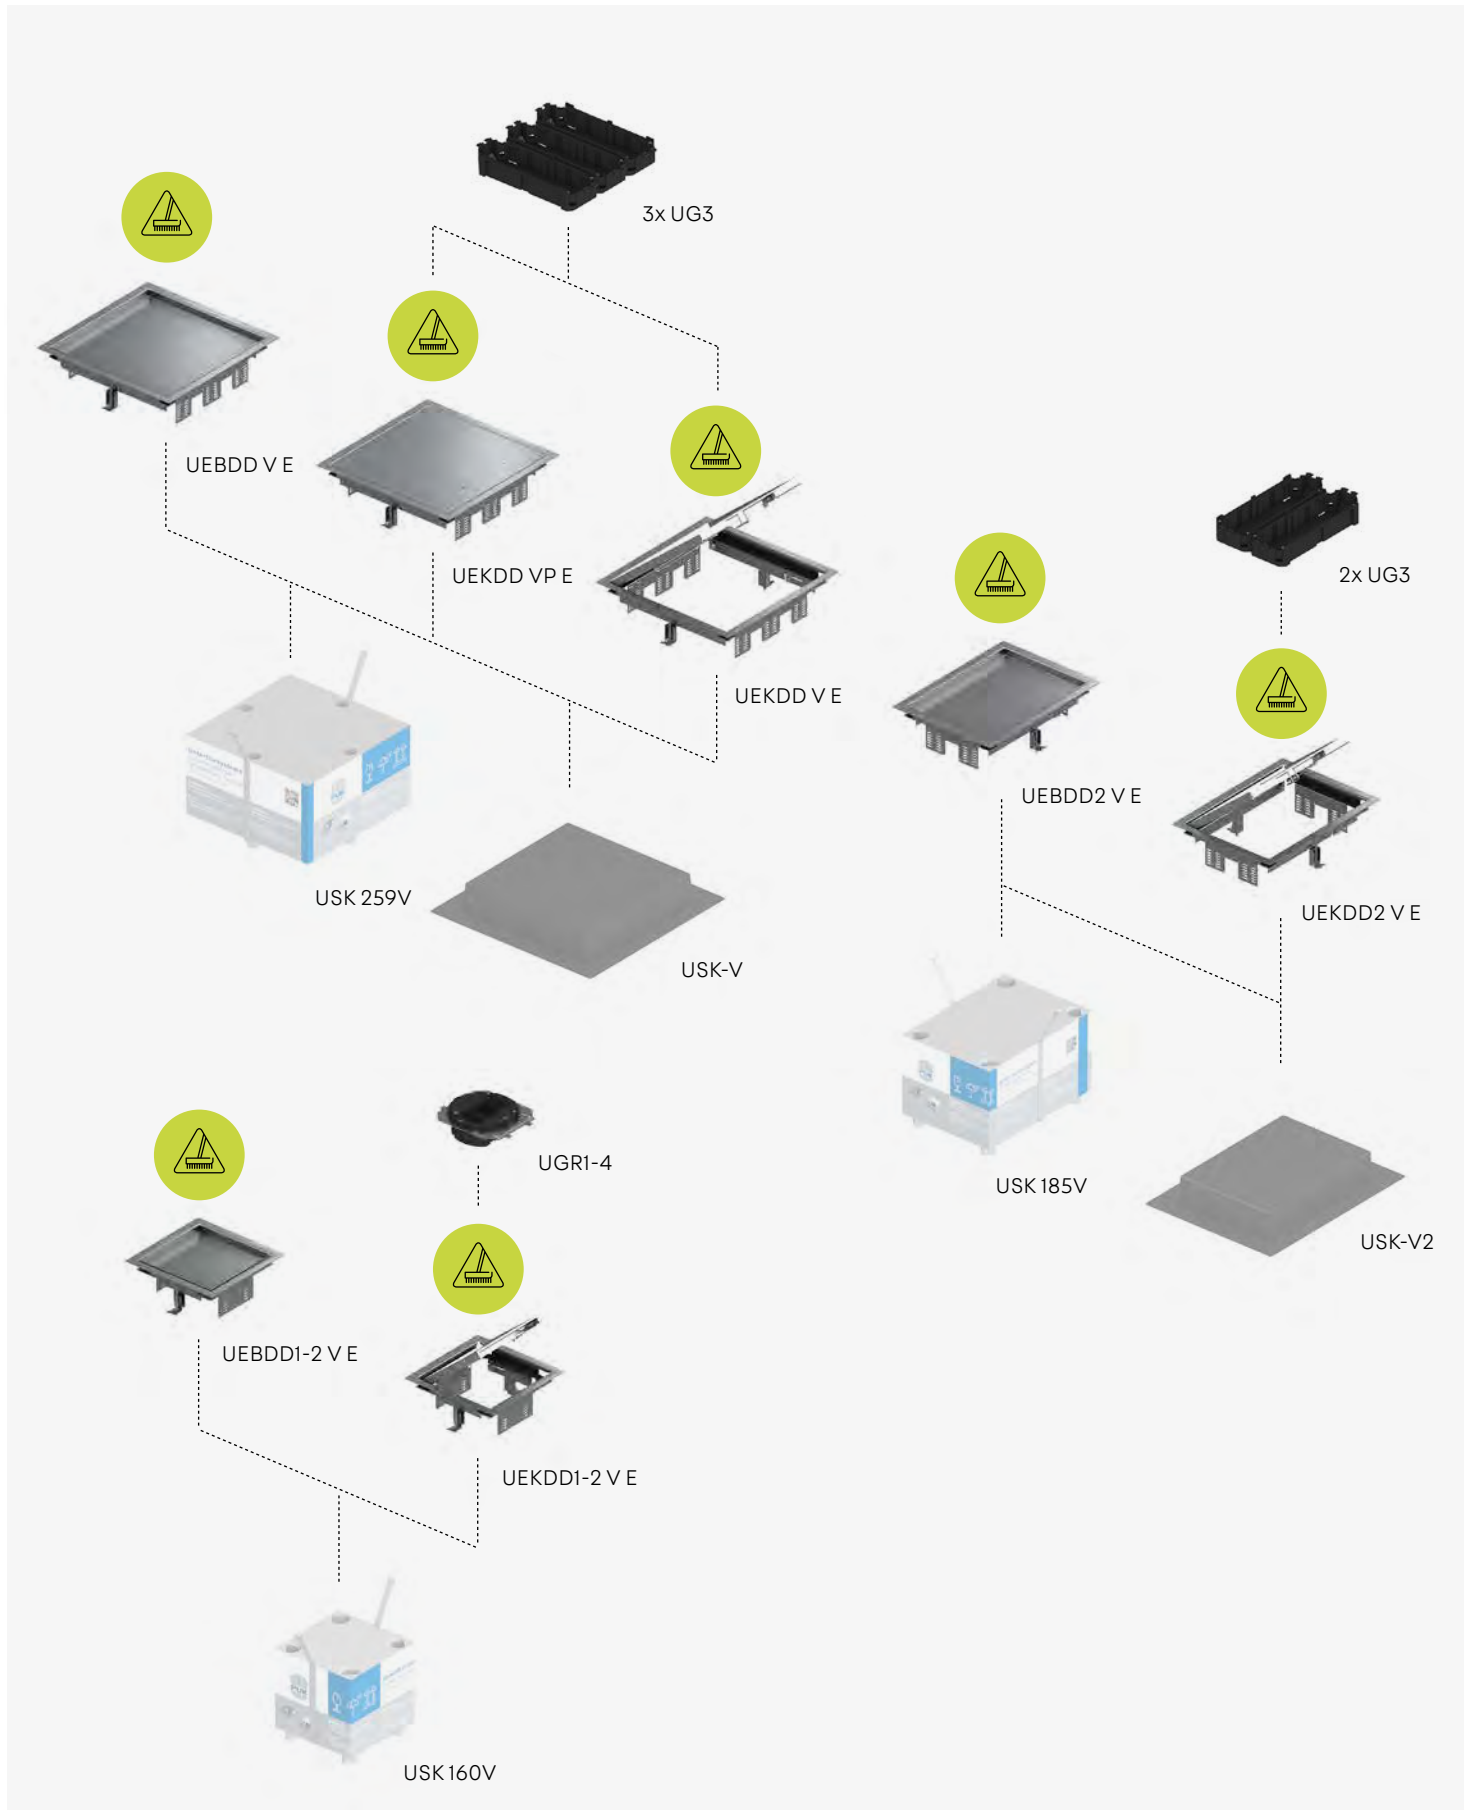 3x UG3
UEBDD V E
UEKDD VP E
UEKDD V E
USK 259V
USK-V
2x UG3
UEBDD2 V E
UEKDD2 V E
USK 185V
USK-V2
UGR1-4
UEBDD1-2 V E
UEKDD1-2 V E
USK 160V